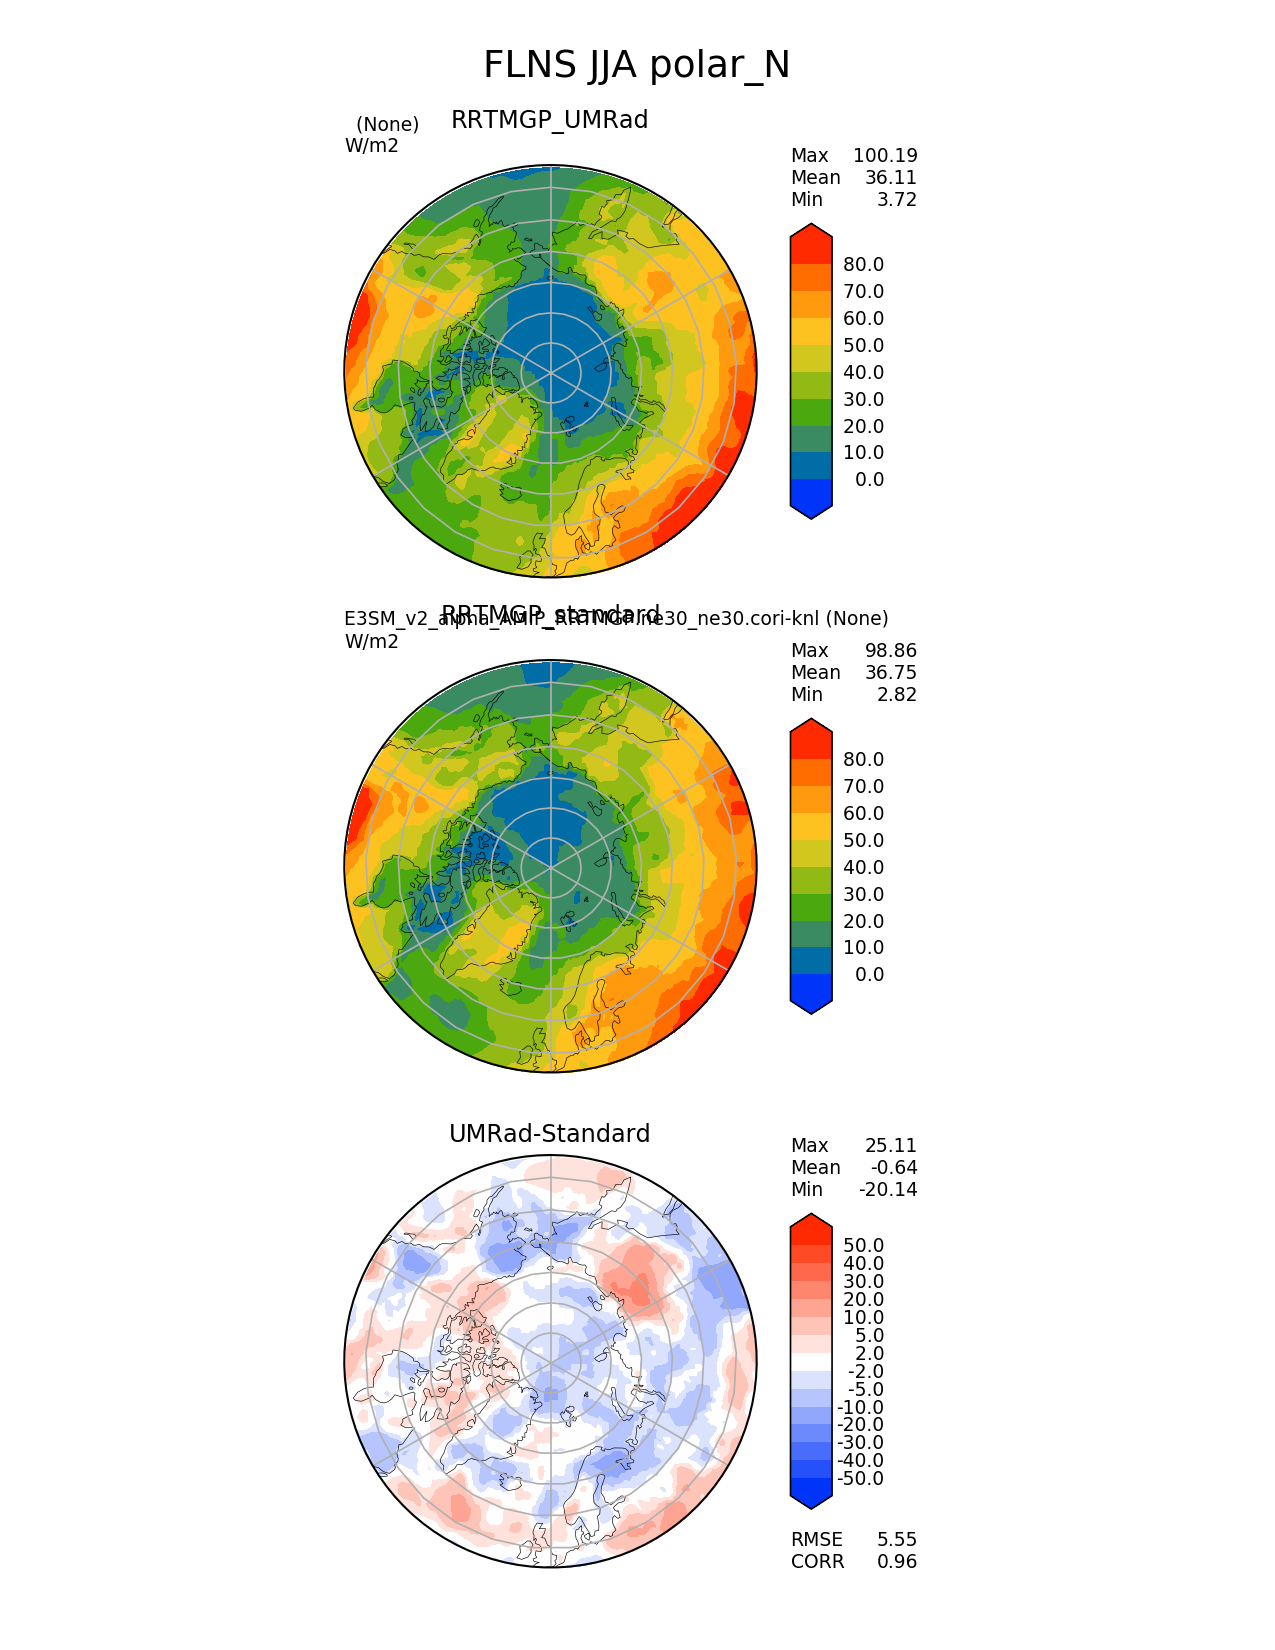 FLNS JJA polar_N
RRTMGP_UMRad
(None)
W/m2
Max 100.19
Mean 36.11
Min 3.72
80.0
70.0
60.0
50.0
40.0
30.0
20.0
10.0
0.0
RRTMGP_standard
E3SM_v2_alpha_AMIP_RRTMGP.ne30_ne30.cori-knl (None)
W/m2
Max 98.86
Mean 36.75
Min 2.82
80.0
70.0
60.0
50.0
40.0
30.0
20.0
10.0
0.0
UMRad-Standard
Max 25.11
Mean -0.64
Min -20.14
50.0
40.0
30.0
20.0
10.0
5.0
2.0
-2.0
-5.0
-10.0
-20.0
-30.0
-40.0
-50.0
RMSE 5.55
CORR 0.96